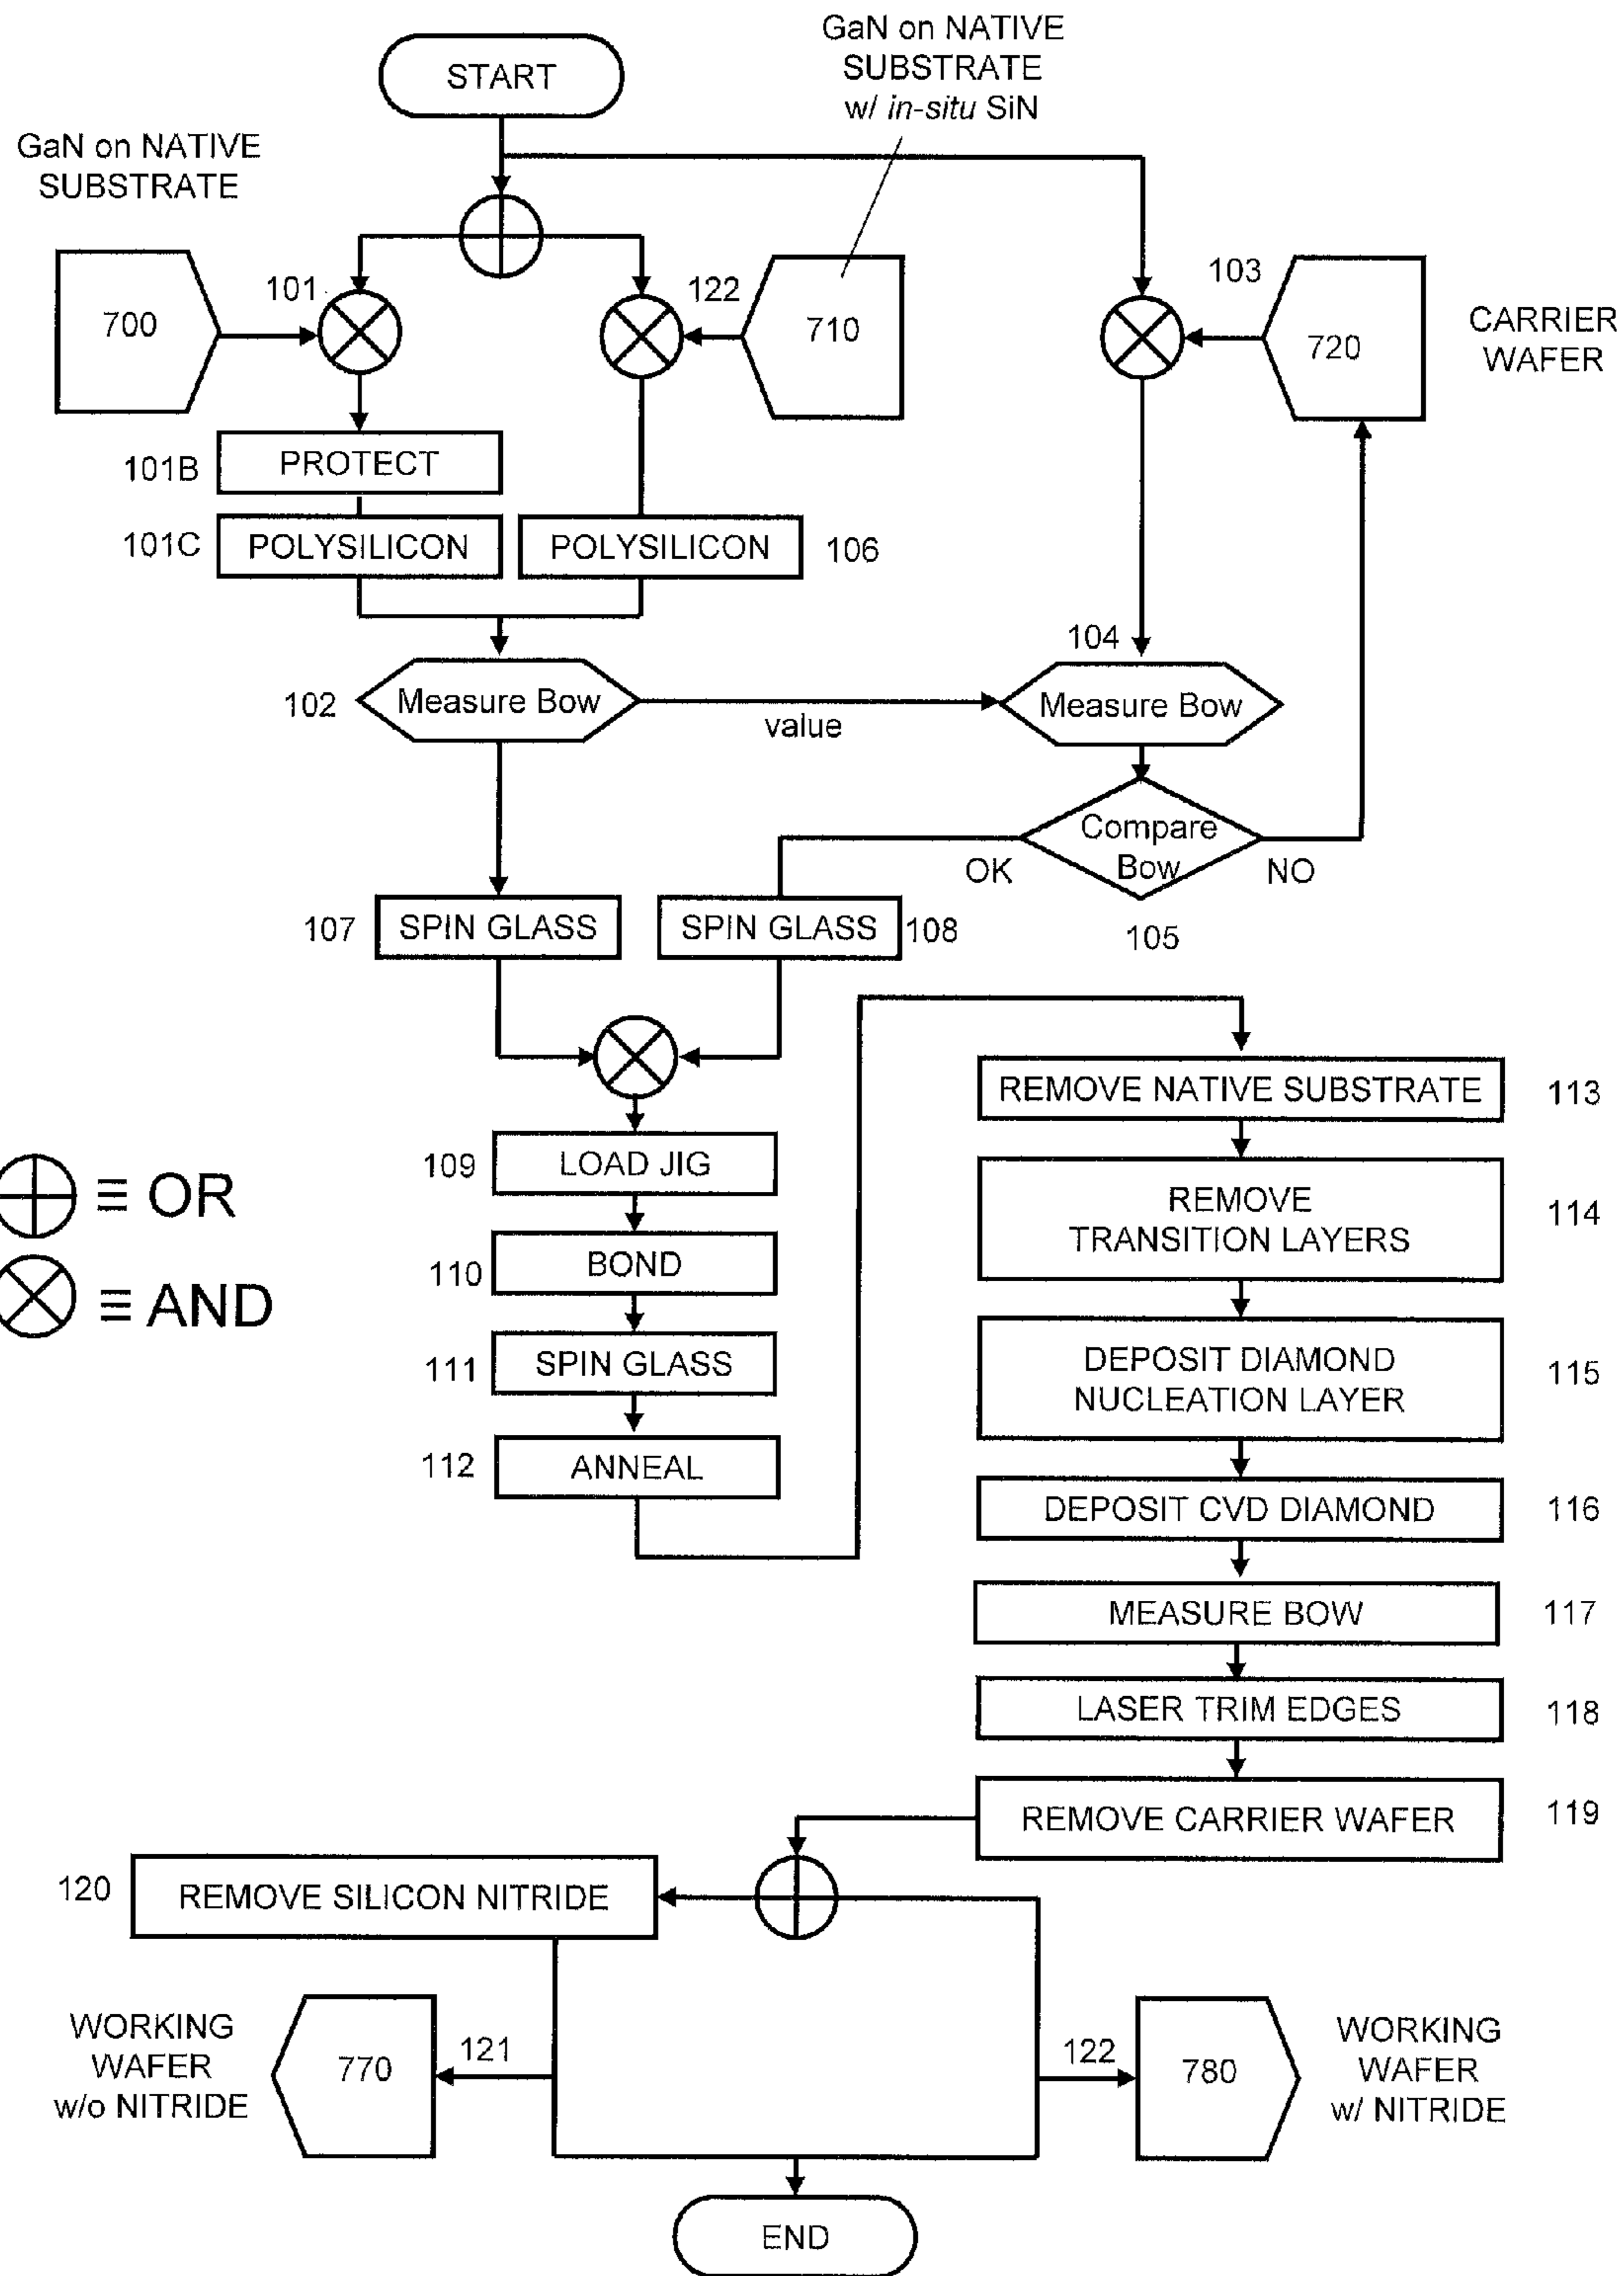 GaN on NATIVE
SUBSTRATE
w/ in-situ SiN
START
GaN on NATIVE
SUBSTRATE
700
101
122
710
103
720
CARRIER
WAFER
101B
PROTECT
101C
POLYSILICON
POLYSILICON
106
102
Measure Bow
value
104
Measure Bow
Compare
Bow
OK
NO
105
107
SPIN GLASS
SPIN GLASS
108
109
LOAD JIG
110
BOND
111
SPIN GLASS
112
ANNEAL
≡ OR
≡ AND
REMOVE NATIVE SUBSTRATE
113
REMOVE
TRANSITION LAYERS
114
DEPOSIT DIAMOND
NUCLEATION LAYER
115
DEPOSIT CVD DIAMOND
116
MEASURE BOW
117
LASER TRIM EDGES
118
REMOVE CARRIER WAFER
119
120
REMOVE SILICON NITRIDE
WORKING
WAFER
w/o NITRIDE
770
121
122
780
WORKING
WAFER
w/ NITRIDE
END